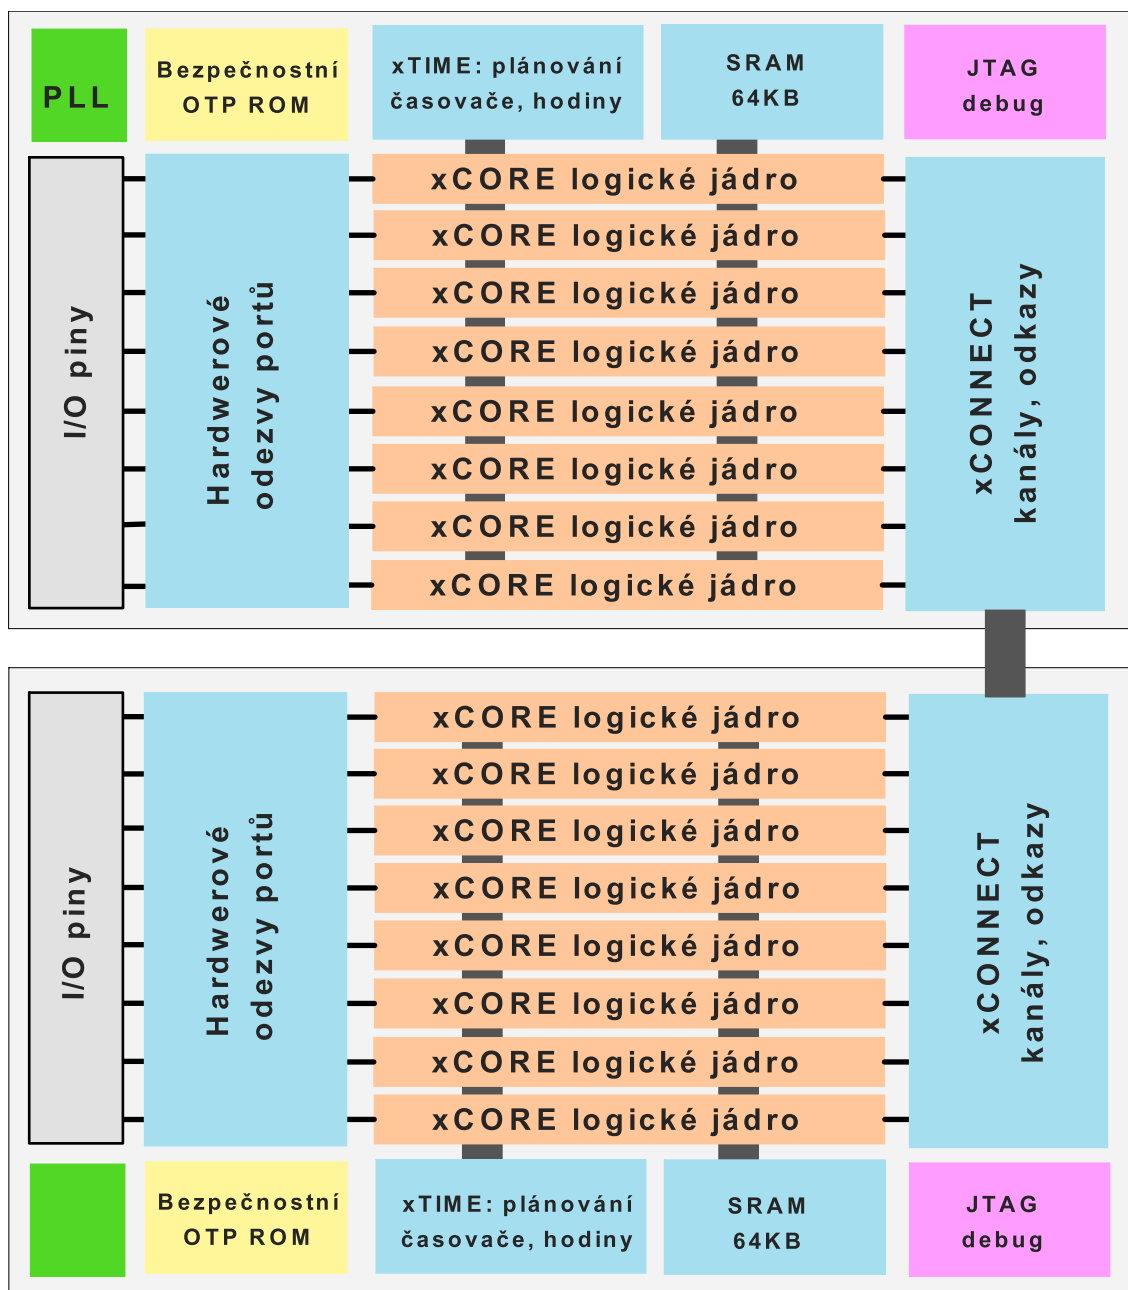 PLL
Bezpečnostní
OTP ROM
xTIME: plánování
časovače, hodiny
SRAM
64KB
JTAG
debug
I/O piny
Hardwerové
odezvy portů
xCORE logické jádro
xCORE logické jádro
xCORE logické jádro
xCORE logické jádro
xCORE logické jádro
xCORE logické jádro
xCORE logické jádro
xCORE logické jádro
xCONNECT
kanály, odkazy
I/O piny
Hardwerové
odezvy portů
xCORE logické jádro
xCORE logické jádro
xCORE logické jádro
xCORE logické jádro
xCORE logické jádro
xCORE logické jádro
xCORE logické jádro
xCORE logické jádro
xCONNECT
kanály, odkazy
Bezpečnostní
OTP ROM
xTIME: plánování
časovače, hodiny
SRAM
64KB
JTAG
debug